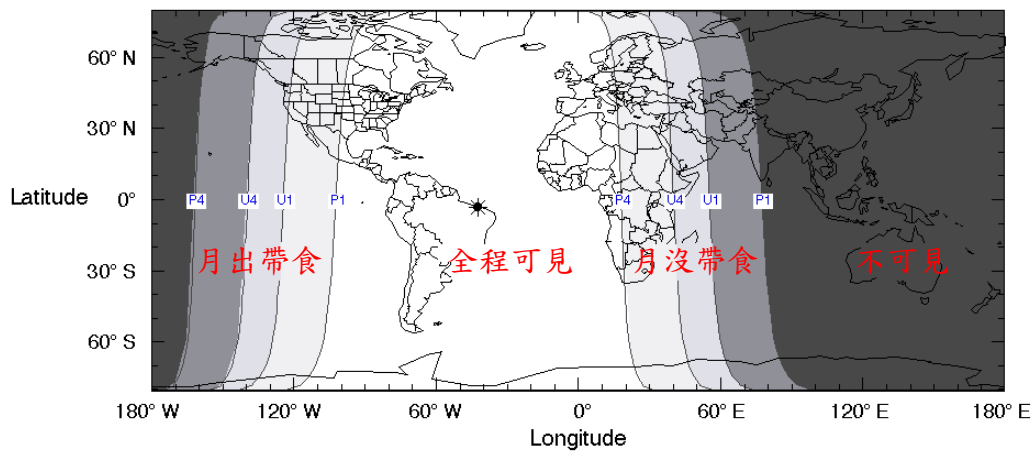 60° N
30° N
Latitude
0°
P4 U4 U1 P1 P4 U4 U1 P1
月出帶食 全程可見 月沒帶食 不可見
30° S
60° S
180° W 120° W 60° W 0° 60° E 120° E 180° E
Longitude